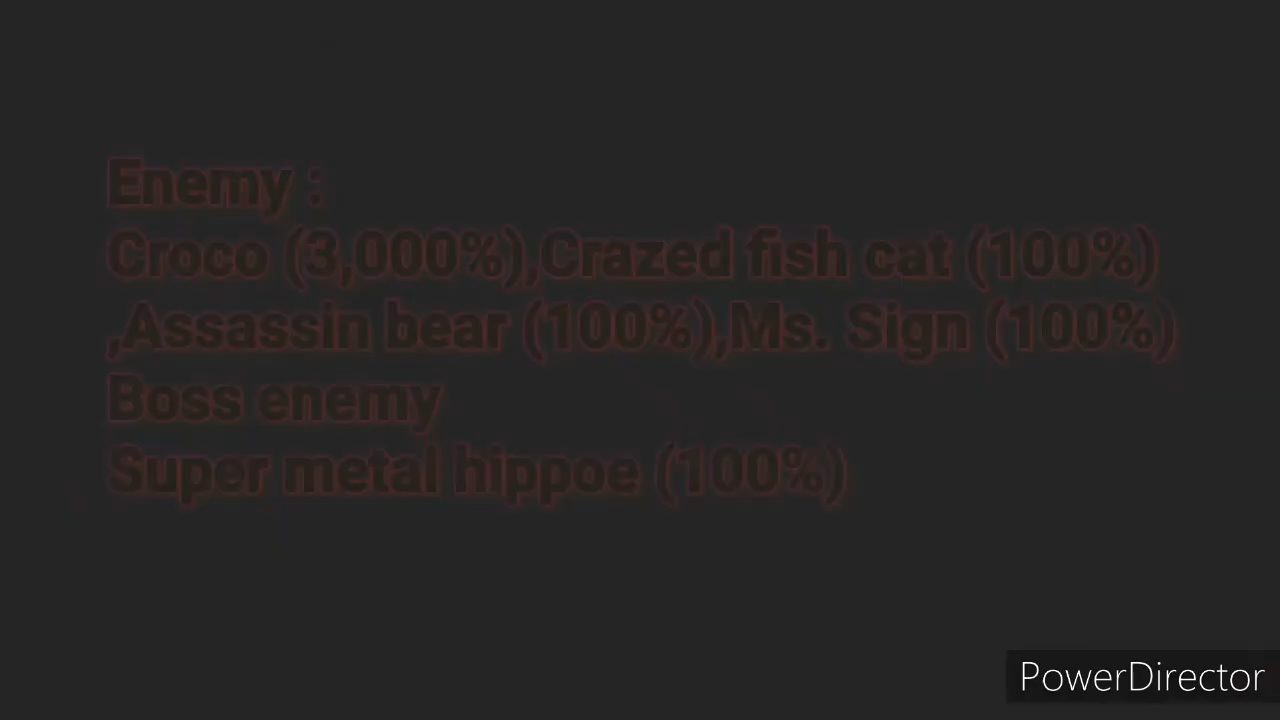 Enemy :
Croco (3,000%),Crazed fish cat (100%)
,Assassin bear (100%),Ms. Sign (100%)
Boss enemy
Super metal hippoe (100%)
PowerDirector